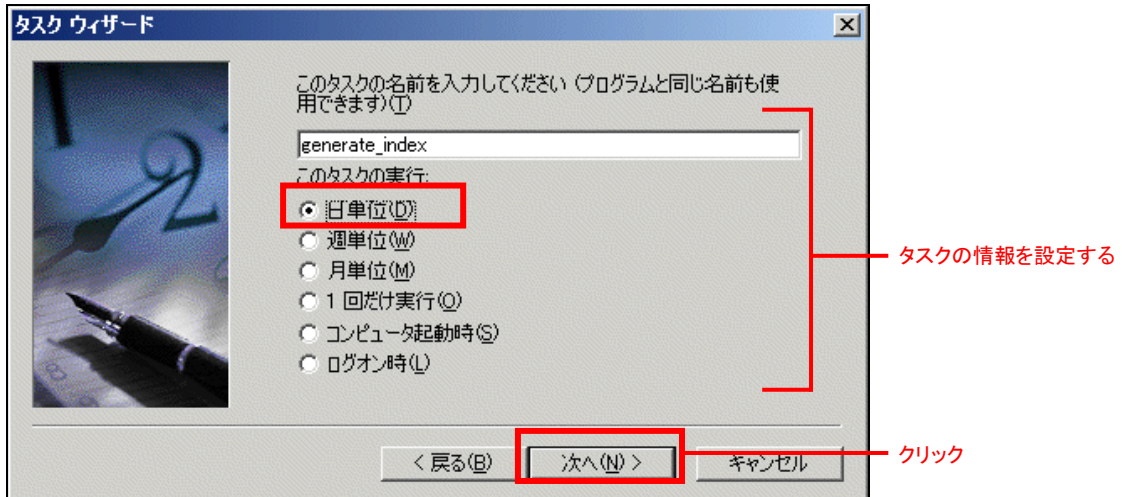 タスク ウィザード
このタスクの名前を入力してください (プログラムと同じ名前も使
用できます)(T)
generate_index
このタスクの実行:
日単位(D)
週単位(W)
月単位(M)
1 回だけ実行(O)
コンピュータ起動時(S)
ログオン時(L)
タスクの情報を設定する
< 戻る(B)
次へ(N) >
キャンセル
クリック